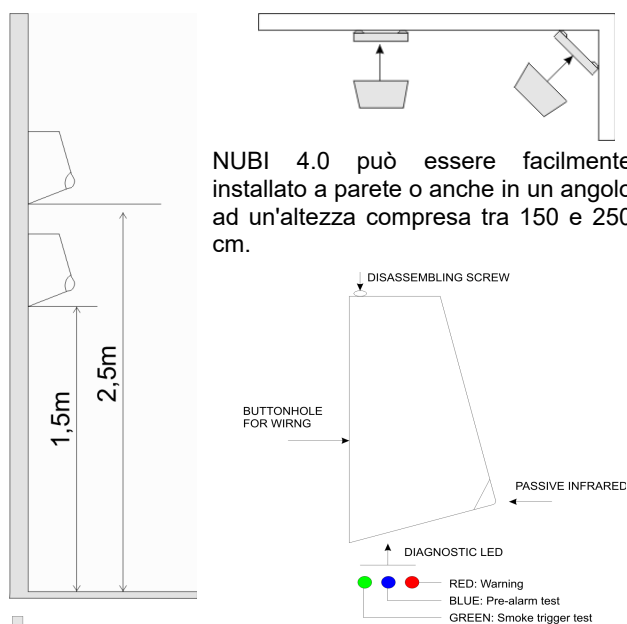 NUBI 4.0 può essere facilmente
installato a parete o anche in un angolo
ad un'altezza compresa tra 150 e 250
cm.
1,5m
2,5m
DISASSEMBLING SCREW
BUTTONHOLE
FOR WIRNG
PASSIVE INFRARED
DIAGNOSTIC LED
RED: Warning
BLUE: Pre-alarm test
GREEN: Smoke trigger test